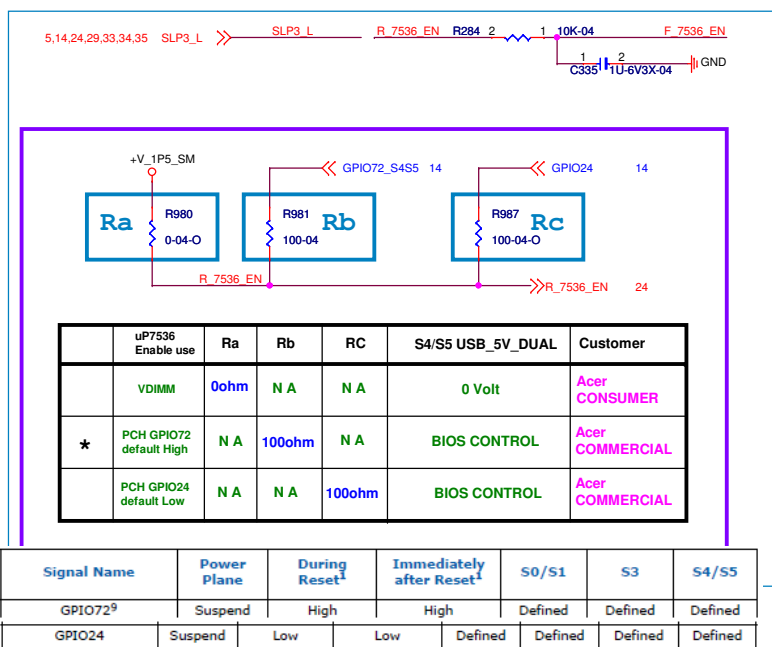 5,14,24,29,33,34,35 SLP3_L SLP3_L R_7536_EN R284 2 1 10K-04 F_7536_EN
1 2 GND
C335 1U-6V3X-04
+V_1P5_SM GPIO72_S4S5 14 GPIO24 14
Ra R980 0-04-O
R981 100-04 Rb
R987 100-04-O Rc
R_7536_EN R_7536_EN 24
uP7536 Enable use Ra Rb RC S4/S5 USB_5V_DUAL Customer
VDIMM 0ohm N A N A 0 Volt Acer CONSUMER
* PCH GPIO72 default High N A 100ohm N A BIOS CONTROL Acer COMMERCIAL
PCH GPIO24 default Low N A N A 100ohm BIOS CONTROL Acer COMMERCIAL
Signal Name Power Plane During Reset1 Immediately after Reset1 S0/S1 S3 S4/S5
GPIO72⁹ Suspend High High Defined Defined Defined
GPIO24 Suspend Low Low Defined Defined Defined Defined